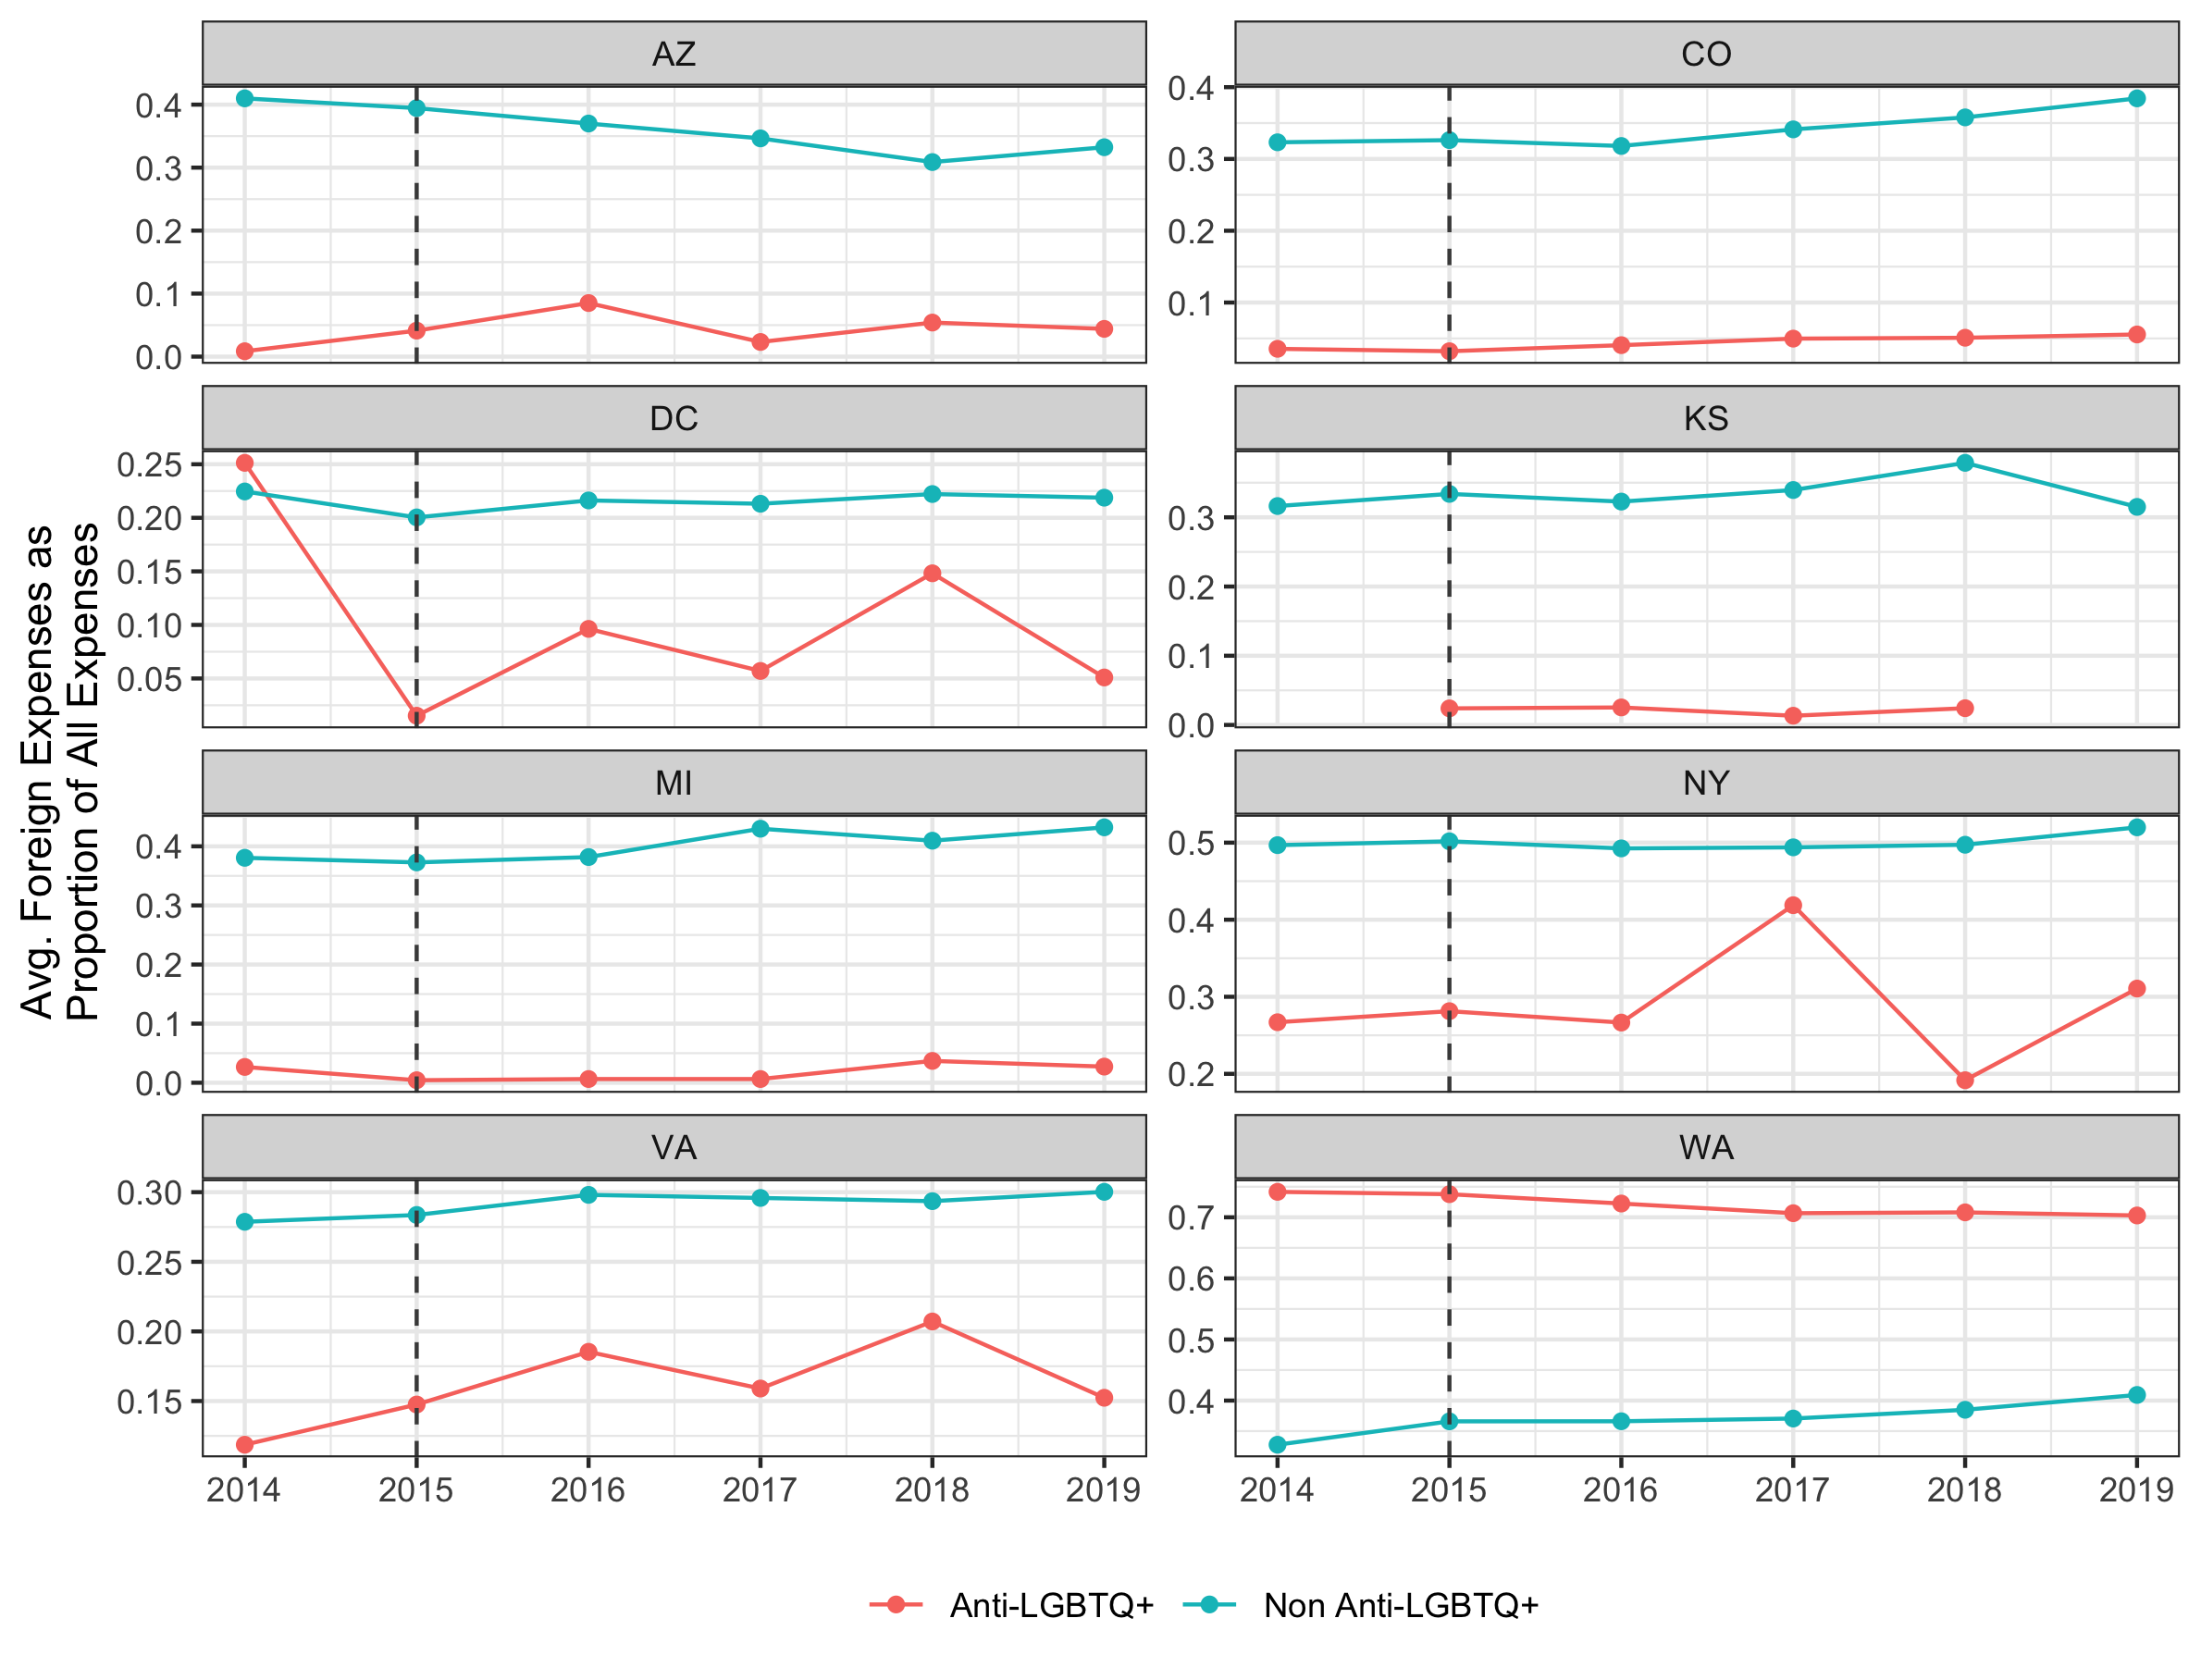 AZ
0.4
0.3
0.2
0.1
0.0
CO
0.4
0.3
0.2
0.1
DC
0.25
0.20
0.15
0.10
0.05
KS
0.3
0.2
0.1
0.0
MI
0.4
0.3
0.2
0.1
0.0
NY
0.5
0.4
0.3
0.2
VA
0.30
0.25
0.20
0.15
WA
0.7
0.6
0.5
0.4
2014 2015 2016 2017 2018 2019
2014 2015 2016 2017 2018 2019
Avg. Foreign Expenses as
Proportion of All Expenses
Anti-LGBTQ+ Non Anti-LGBTQ+